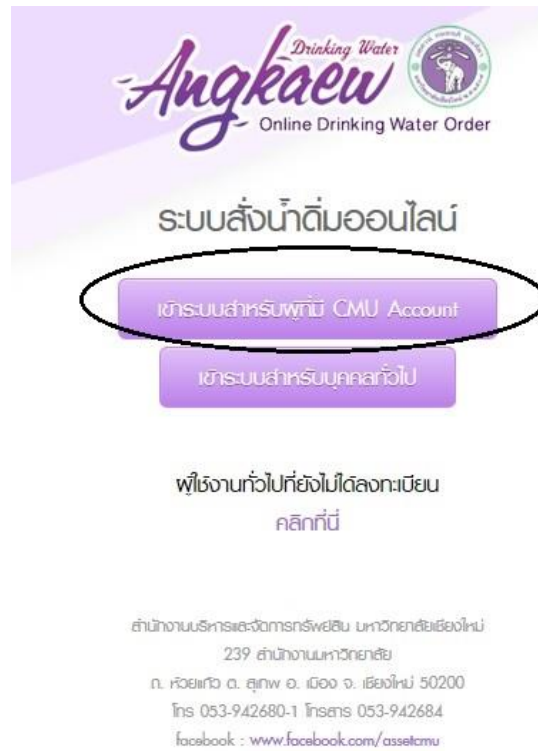 Drinking Water
Angkaew
Online Drinking Water Order
ระบบสั่งน้ำดื่มออนไลน์
เข้าระบบสำหรับผู้ที่มี CMU Account
เข้าระบบสำหรับบุคคลทั่วไป
ผู้ใช้งานทั่วไปที่ยังไม่ได้ลงทะเบียน
คลิกที่นี่
สำนักงานบริหารและจัดการทรัพย์สิน มหาวิทยาลัยเชียงใหม่
239 สำนักงานมหาวิทยาลัย
ถ. ห้วยแก้ว ต. สุเทพ อ. เมือง จ. เชียงใหม่ 50200
โทร 053-942680-1 โทรสาร 053-942684
facebook : www.facebook.com/assetcmu